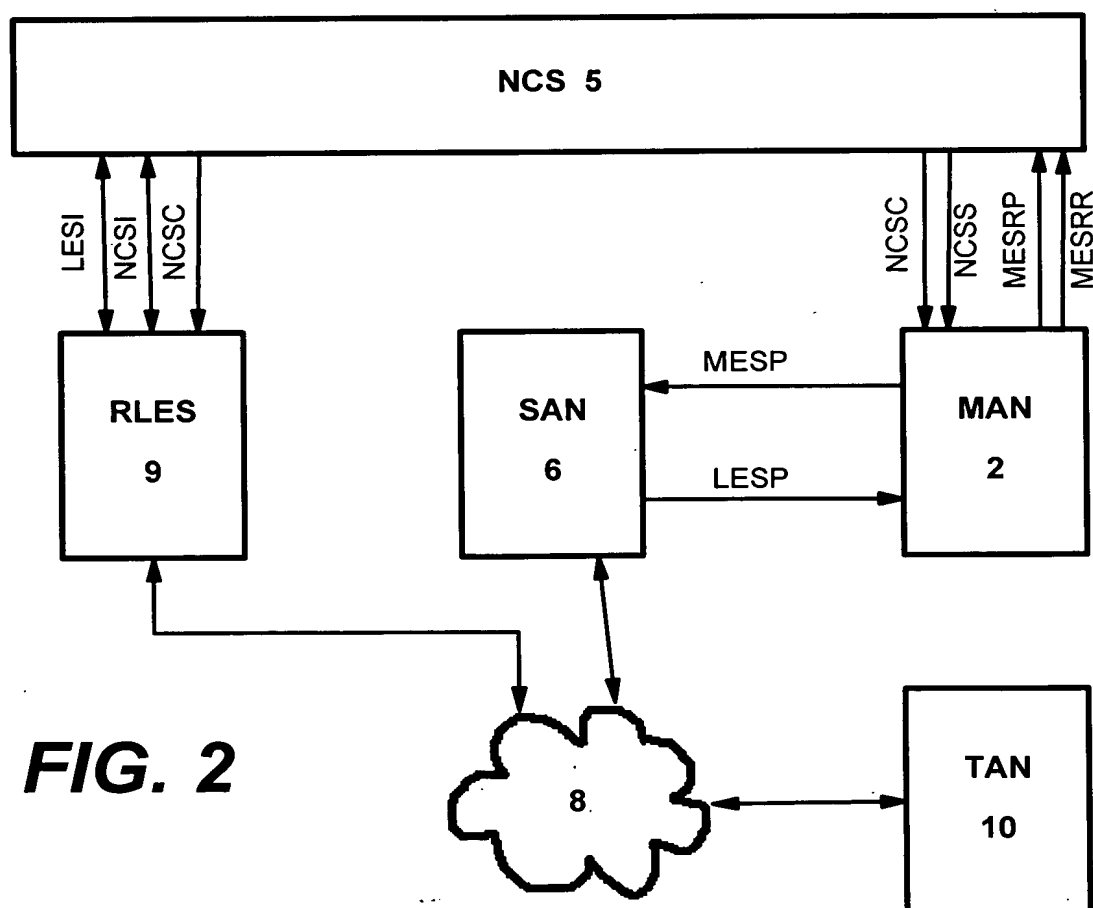 NCS 5
LESI
NCSI
NCSC
NCSC
NCSS
MESRP
MESRR
RLES
9
SAN
6
MESP
LESP
MAN
2
8
TAN
10
FIG. 2